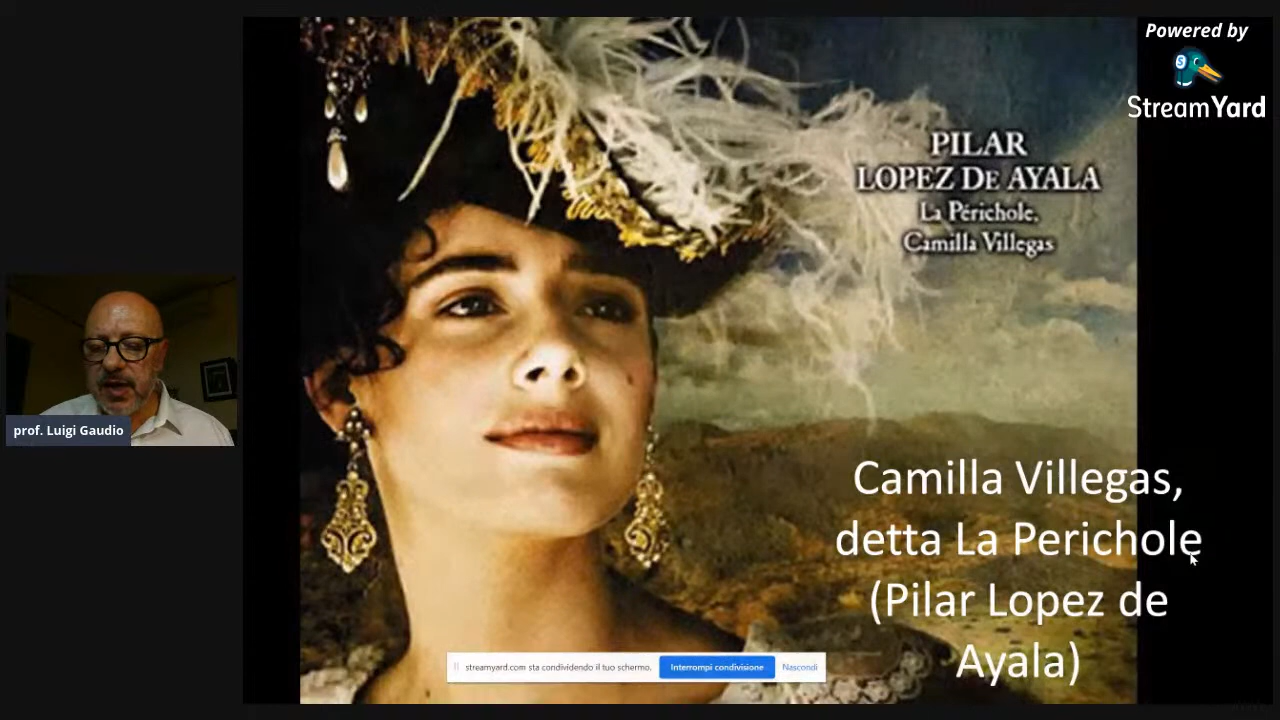 Powered by
StreamYard
PILAR
LOPEZ DE AYALA
La Périchole,
Camilla Villegas
prof. Luigi Gaudio
Camilla Villegas,
detta La Perichole
(Pilar Lopez de
Ayala)
streamyard.com sta condividendo il tuo schermo.
Interrompi condivisione
Nascondi